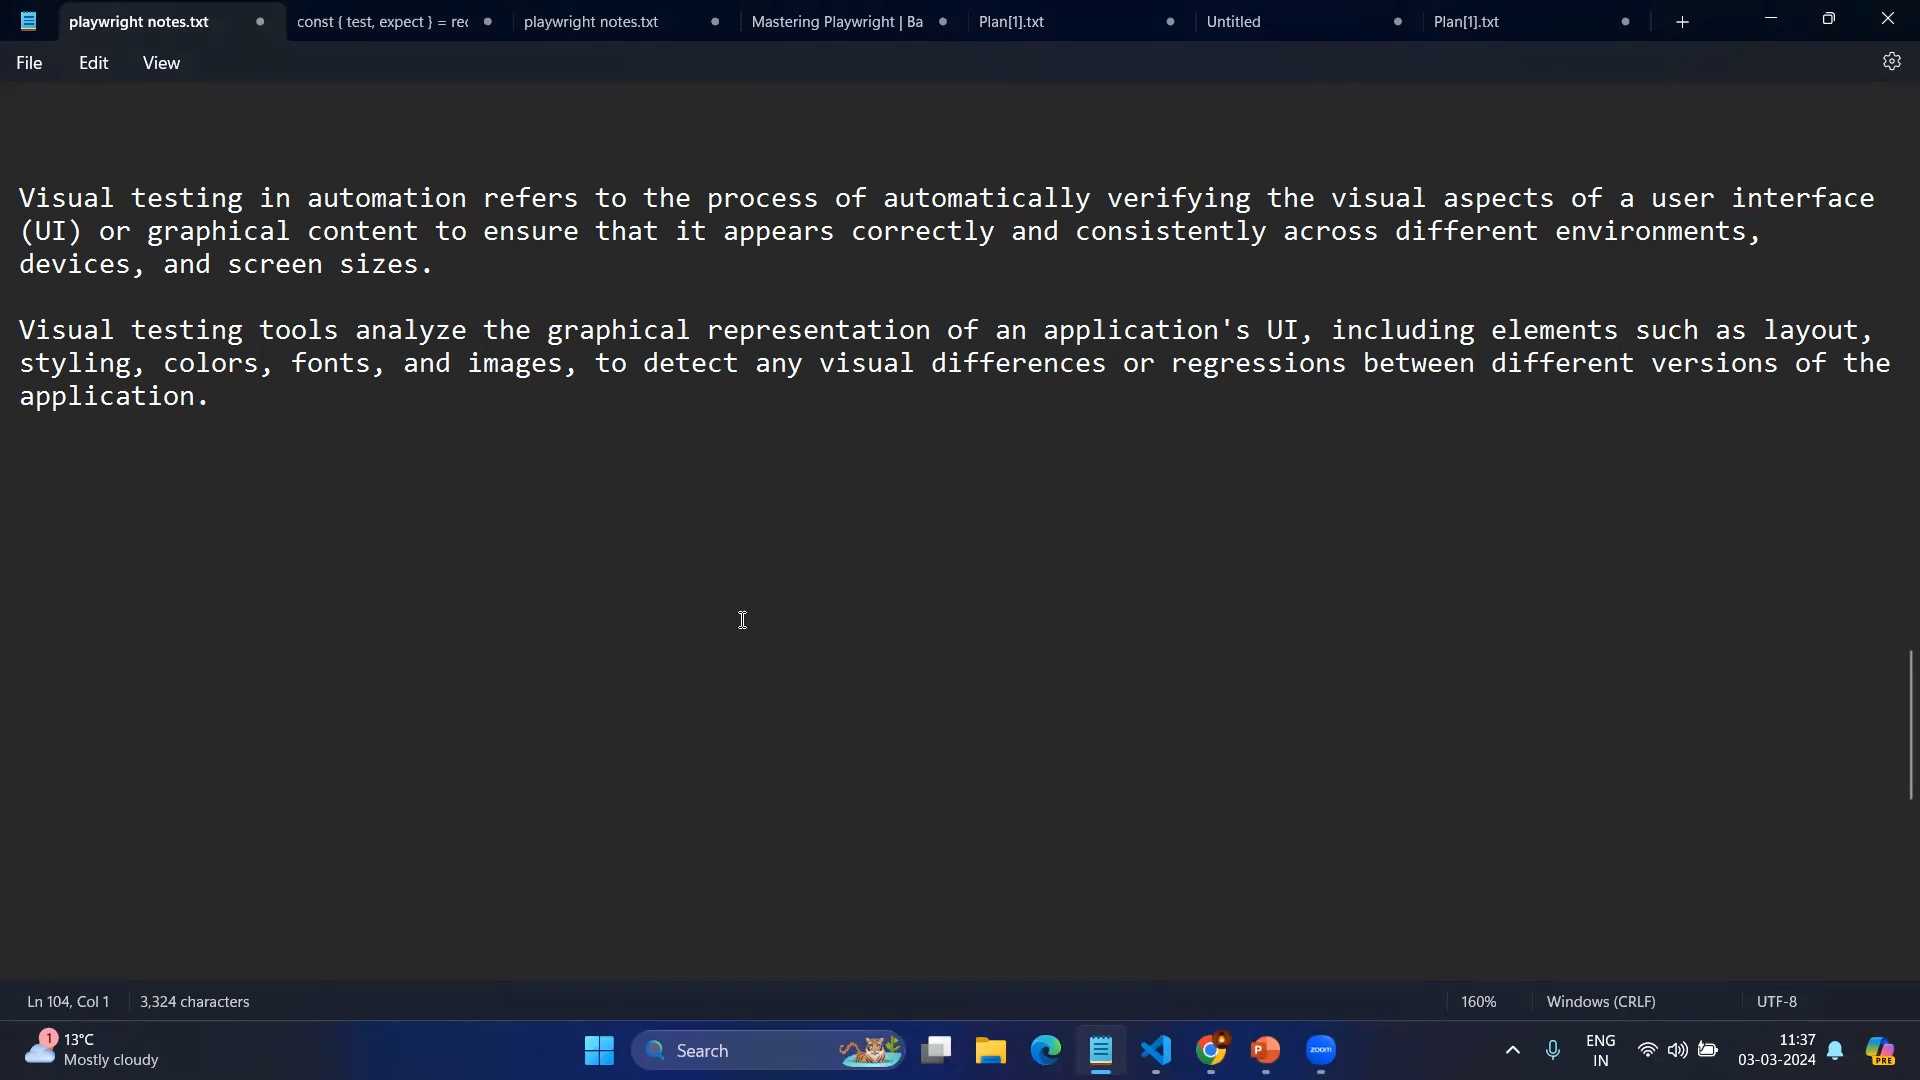 playwright notes.txt
const { test, expect } = rec
playwright notes.txt
Mastering Playwright | Ba
Plan[1].txt
Untitled
Plan[1].txt
File
Edit
View
Visual testing in automation refers to the process of automatically verifying the visual aspects of a user interface
(UI) or graphical content to ensure that it appears correctly and consistently across different environments,
devices, and screen sizes.
Visual testing tools analyze the graphical representation of an application's UI, including elements such as layout,
styling, colors, fonts, and images, to detect any visual differences or regressions between different versions of the
application.
Ln 104, Col 1
3,324 characters
160%
Windows (CRLF)
UTF-8
1
13°C
Mostly cloudy
Search
P
zoom
ENG
IN
11:37
03-03-2024
PRE